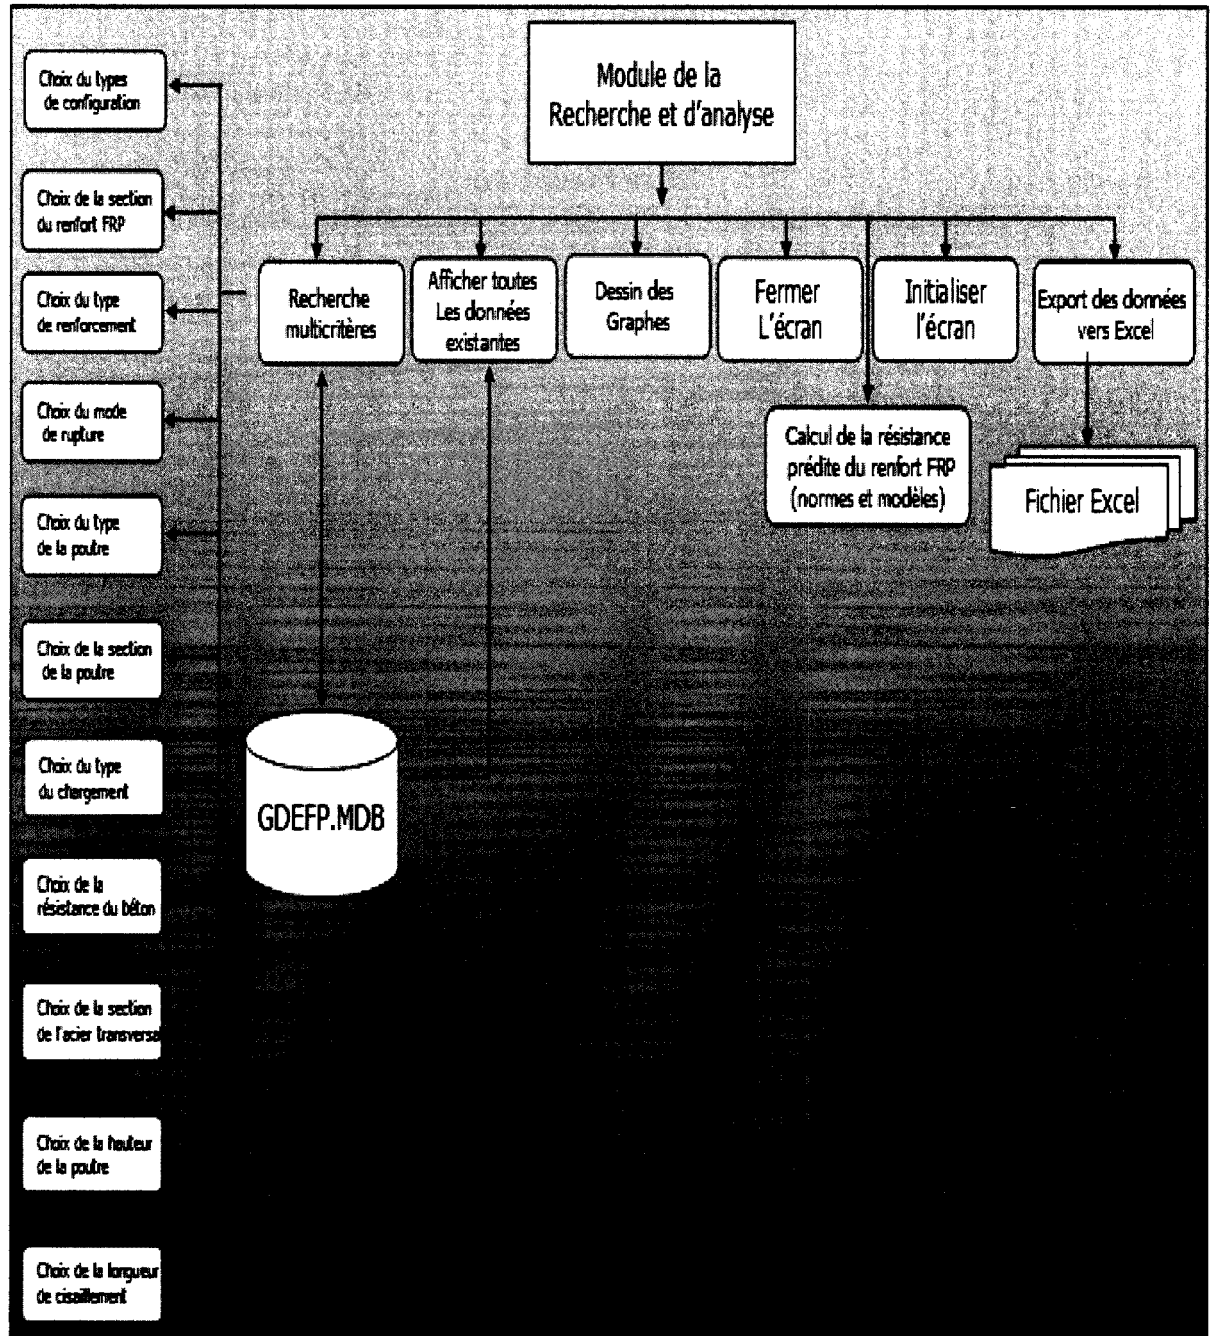 Module de la
Recherche et d'analyse
Choix du types
de configuration
Choix de la section
du renfort FRP
Choix du type
de renforcement
Choix du mode
de rupture
Choix du type
de la poutre
Choix de la section
de la poutre
Choix du type
du chargement
Choix de la
résistance du béton
Choix de la section
de l'acier transversal
Choix de la hauteur
de la poutre
Choix de la longueur
de cisaillement
Recherche
multicritères
Afficher toutes
Les données
existantes
Dessin des
Graphes
Fermer
L'écran
Initialiser
l'écran
Export des données
vers Excel
Calcul de la résistance
prédite du renfort FRP
(normes et modèles)
Fichier Excel
GDEFP.MDB